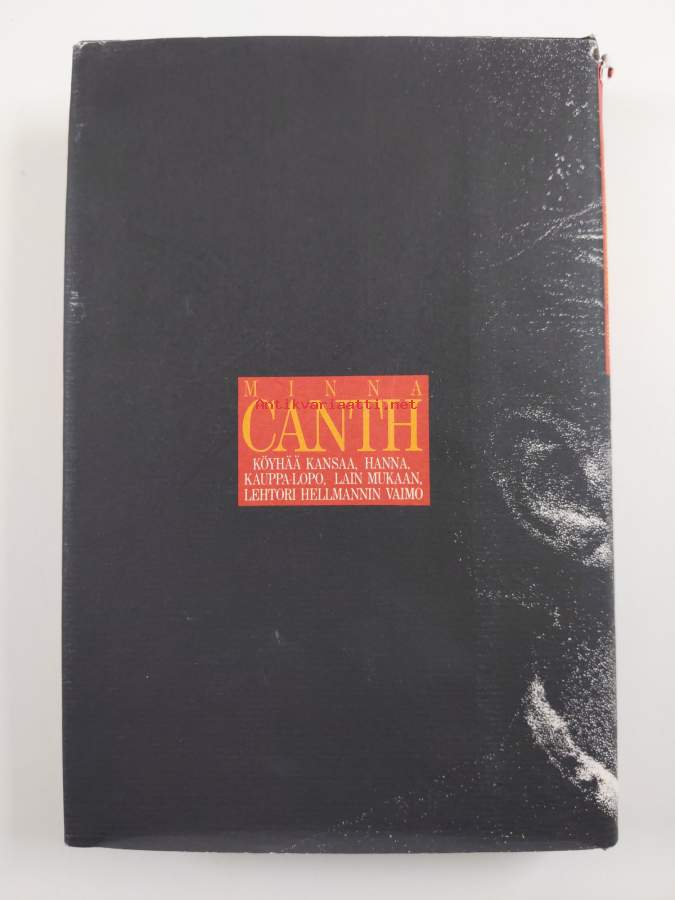 MINNA
Antikvariaatti.net
CANTH
KÖYHÄÄ KANSAA, HANNA,
KAUPPA-LOPO, LAIN MUKAAN,
LEHTORI HELLMANNIN VAIMO